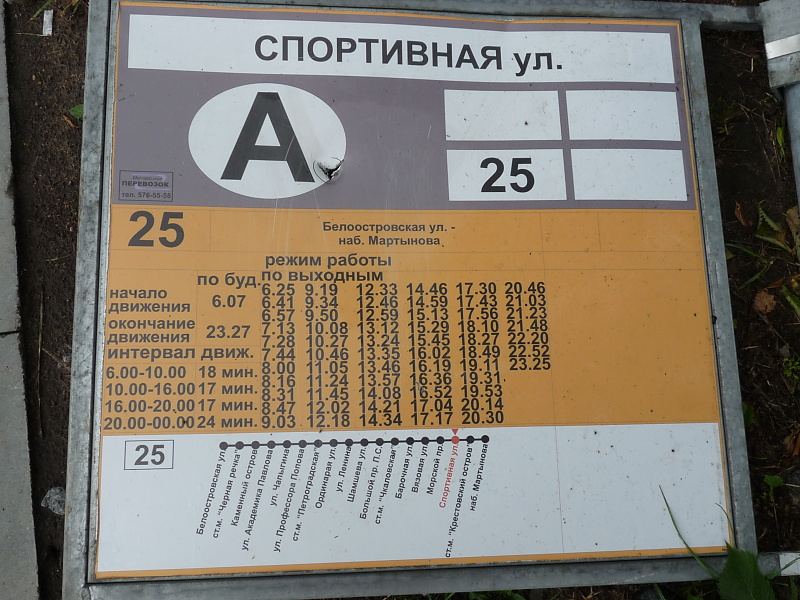 СПОРТИВНАЯ ул.
А
25
ПЕРЕВОЗОК
тел. 576-55-55
25
Белоостровская ул. -
наб. Мартынова
режим работы
по буд. по выходным
начало движения 6.07
окончание движения 23.27
интервал движ.
6.00-10.00 18 мин.
10.00-16.00 17 мин.
16.00-20.00 17 мин.
20.00-00.00 24 мин.
6.25 9.19 12.33 14.46 17.30 20.46
6.41 9.34 12.46 14.59 17.43 21.03
6.57 9.50 12.59 15.13 17.56 21.23
7.13 10.08 13.12 15.29 18.10 21.48
7.28 10.27 13.24 15.45 18.27 22.20
7.44 10.46 13.35 16.02 18.49 22.52
8.00 11.05 13.46 16.19 19.11 23.25
8.16 11.24 13.57 16.36 19.31
8.31 11.45 14.08 16.52 19.53
8.47 12.02 14.21 17.04 20.14
9.03 12.18 14.34 17.17 20.30
25
Белоостровская ул.
ст.м. "Черная речка"
Каменный остров
ул. Академика Павлова
ул. Чапыгина
ул. Профессора Попова
ст.м. "Петроградская"
Ординарная ул.
ул. Ленина
Шамшева ул.
Большой пр. П.С.
ст.м. "Чкаловская"
Барочная ул.
Вязовая ул.
Морской пр.
Спортивная ул.
ст.м. "Крестовский остров"
наб. Мартынова